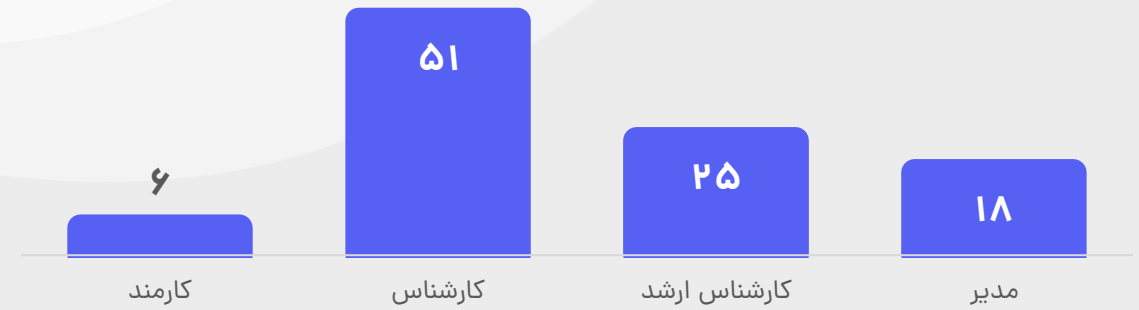 ۵۱
۲۵
۱۸
۶
مدیر
کارشناس ارشد
کارشناس
کارمند